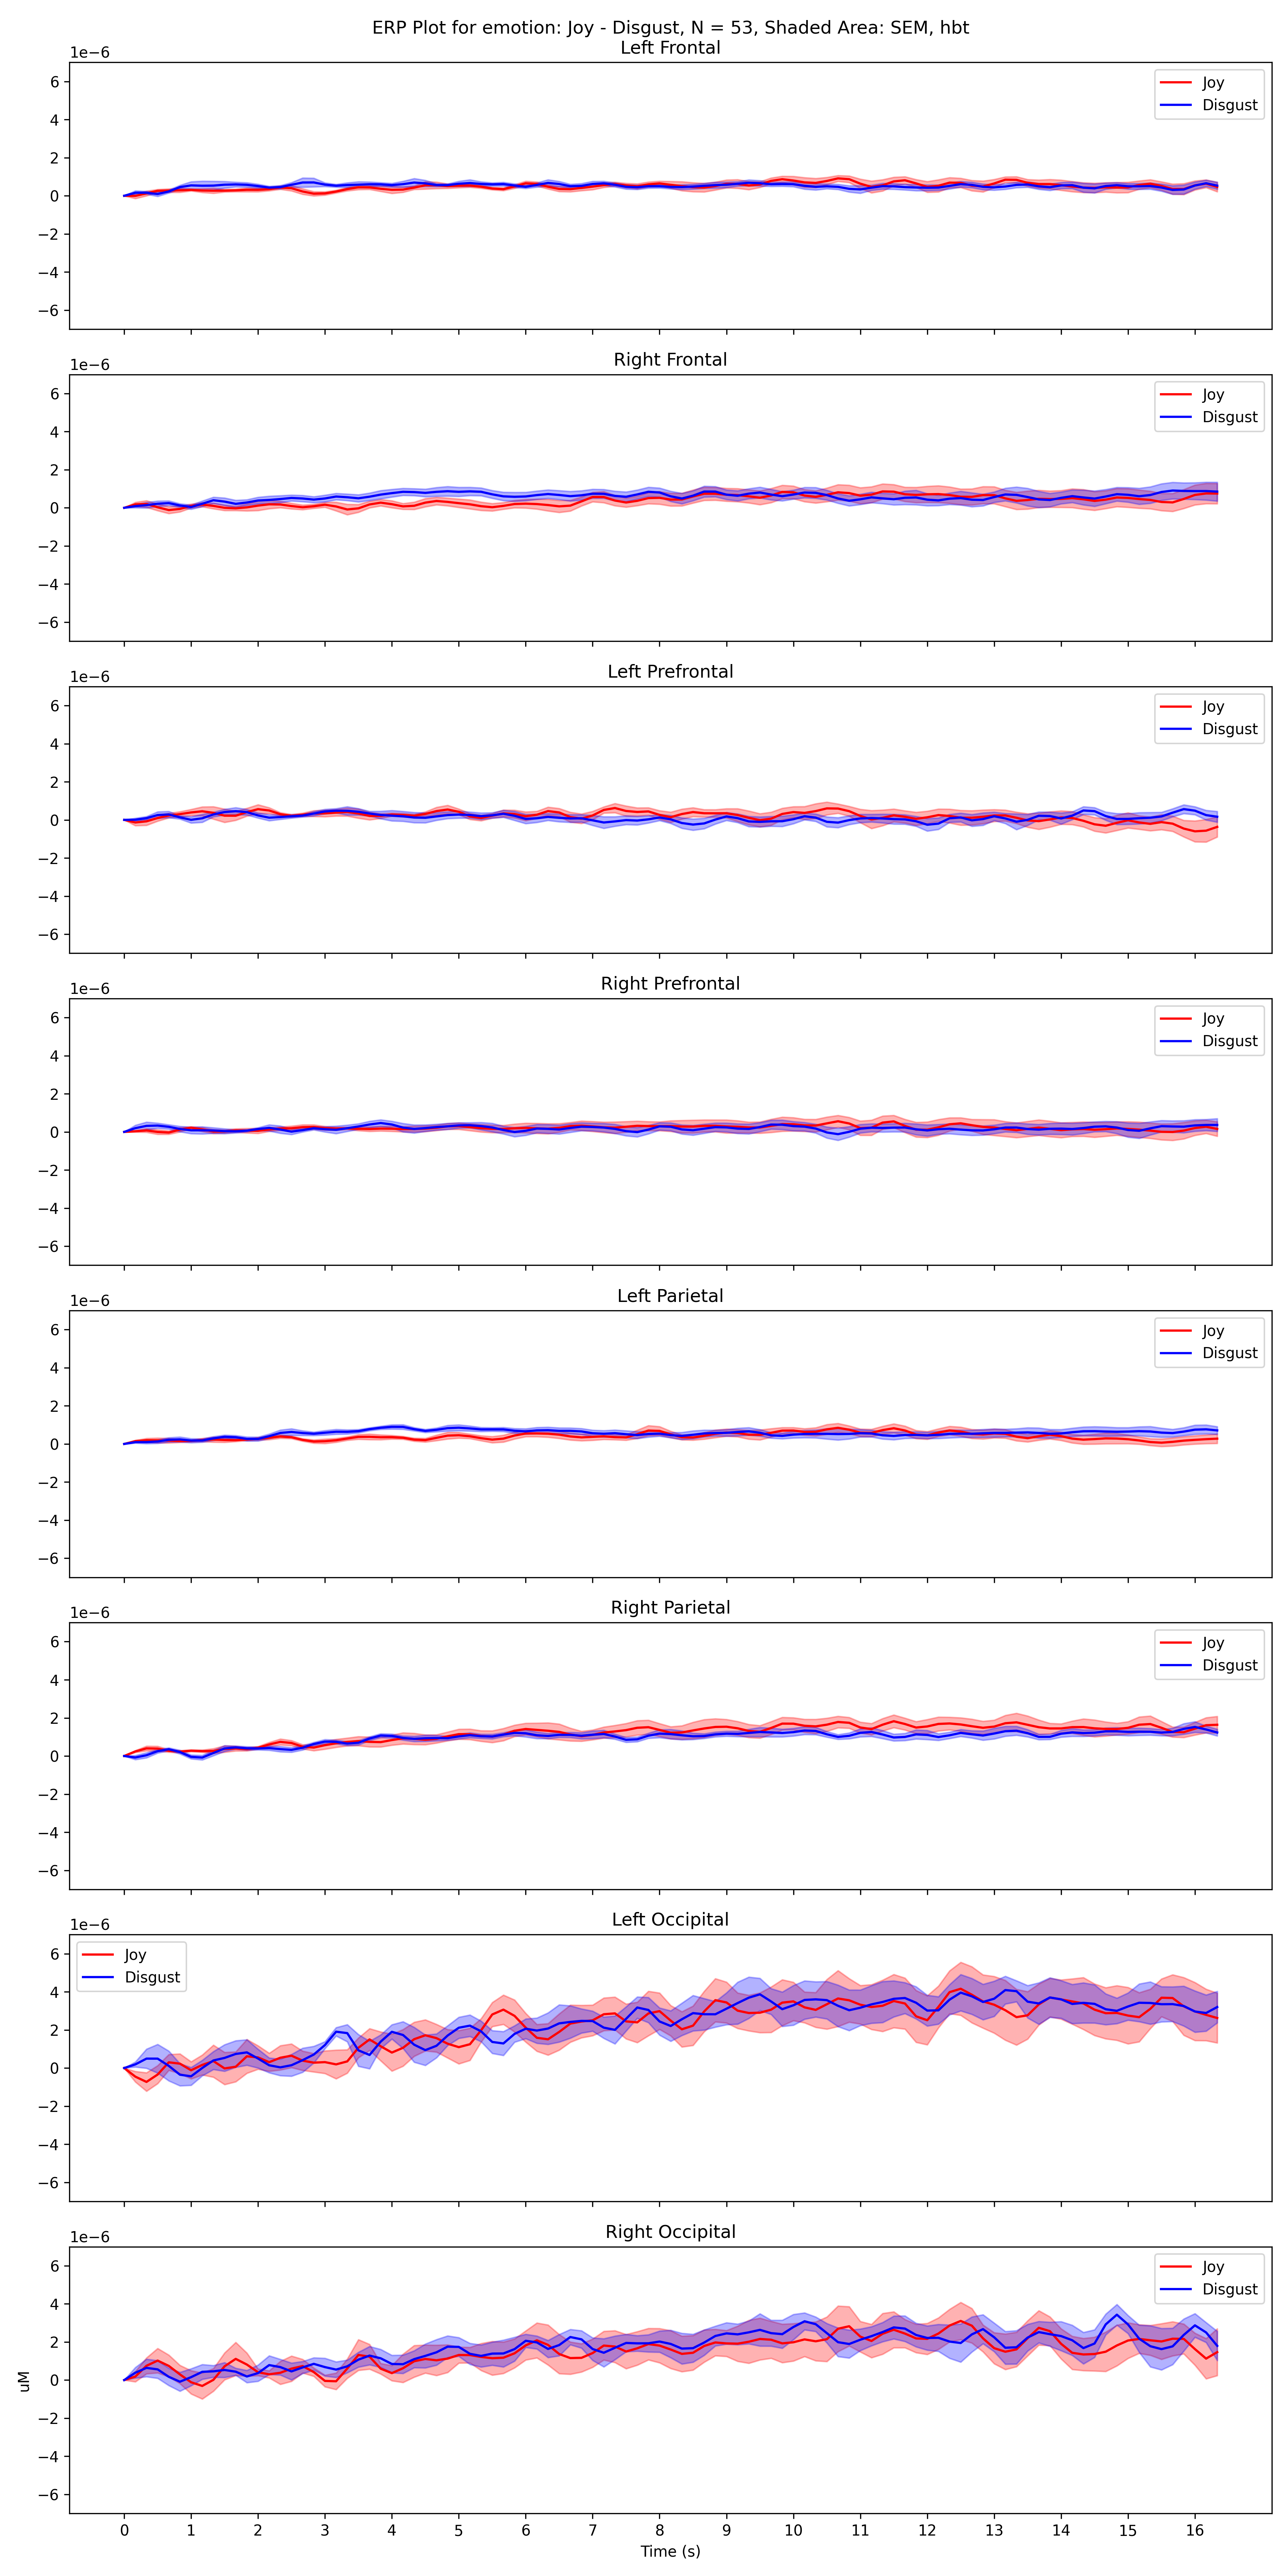 ERP Plot for emotion: Joy - Disgust, N = 53, Shaded Area: SEM, hbt
Left Frontal
1e−6
6
4
2
0
−2
−4
−6
Joy
Disgust
Right Frontal
1e−6
6
4
2
0
−2
−4
−6
Joy
Disgust
Left Prefrontal
1e−6
6
4
2
0
−2
−4
−6
Joy
Disgust
Right Prefrontal
1e−6
6
4
2
0
−2
−4
−6
Joy
Disgust
Left Parietal
1e−6
6
4
2
0
−2
−4
−6
Joy
Disgust
Right Parietal
1e−6
6
4
2
0
−2
−4
−6
Joy
Disgust
Left Occipital
1e−6
6
4
2
0
−2
−4
−6
Joy
Disgust
Right Occipital
1e−6
6
4
2
0
−2
−4
−6
Joy
Disgust
uM
0 1 2 3 4 5 6 7 8 9 10 11 12 13 14 15 16
Time (s)